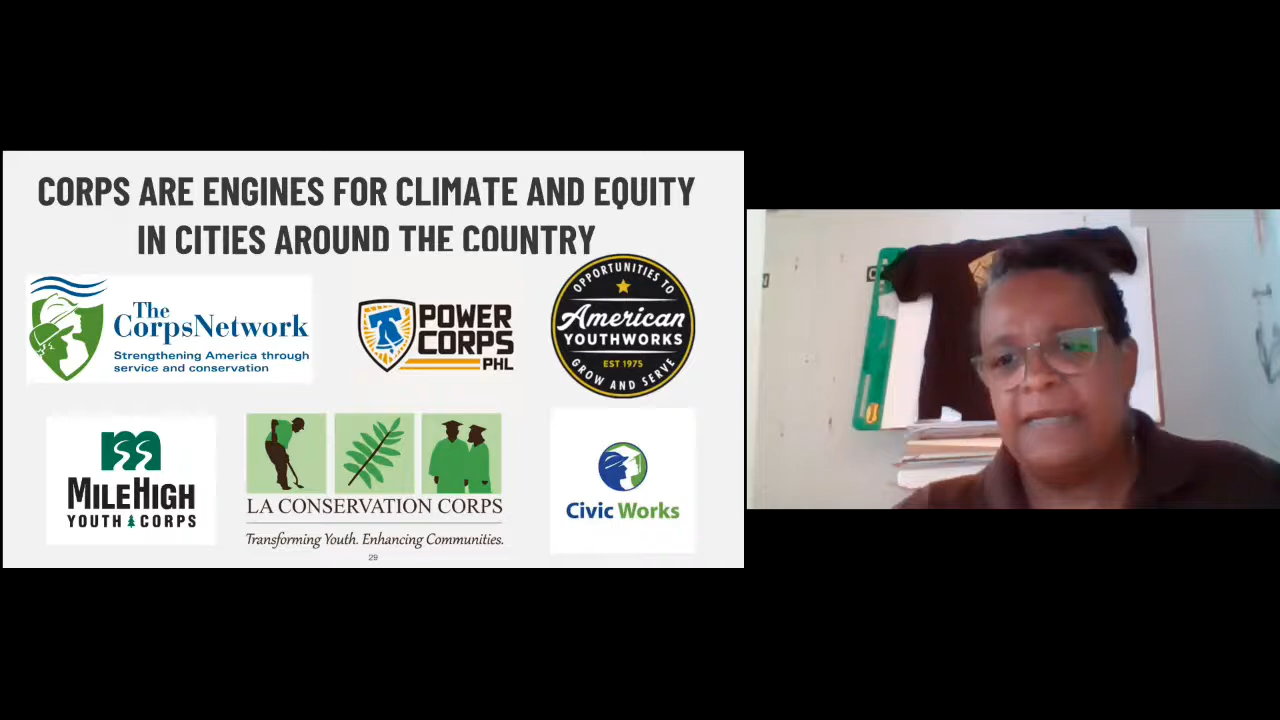 CORPS ARE ENGINES FOR CLIMATE AND EQUITY
IN CITIES AROUND THE COUNTRY
The
CorpsNetwork
Strengthening America through
service and conservation
POWER
CORPS
PHL
OPPORTUNITIES TO
American
YOUTHWORKS
EST 1975
GROW AND SERVE
MILEHIGH
YOUTH CORPS
LA CONSERVATION CORPS
Transforming Youth. Enhancing Communities.
Civic Works
29